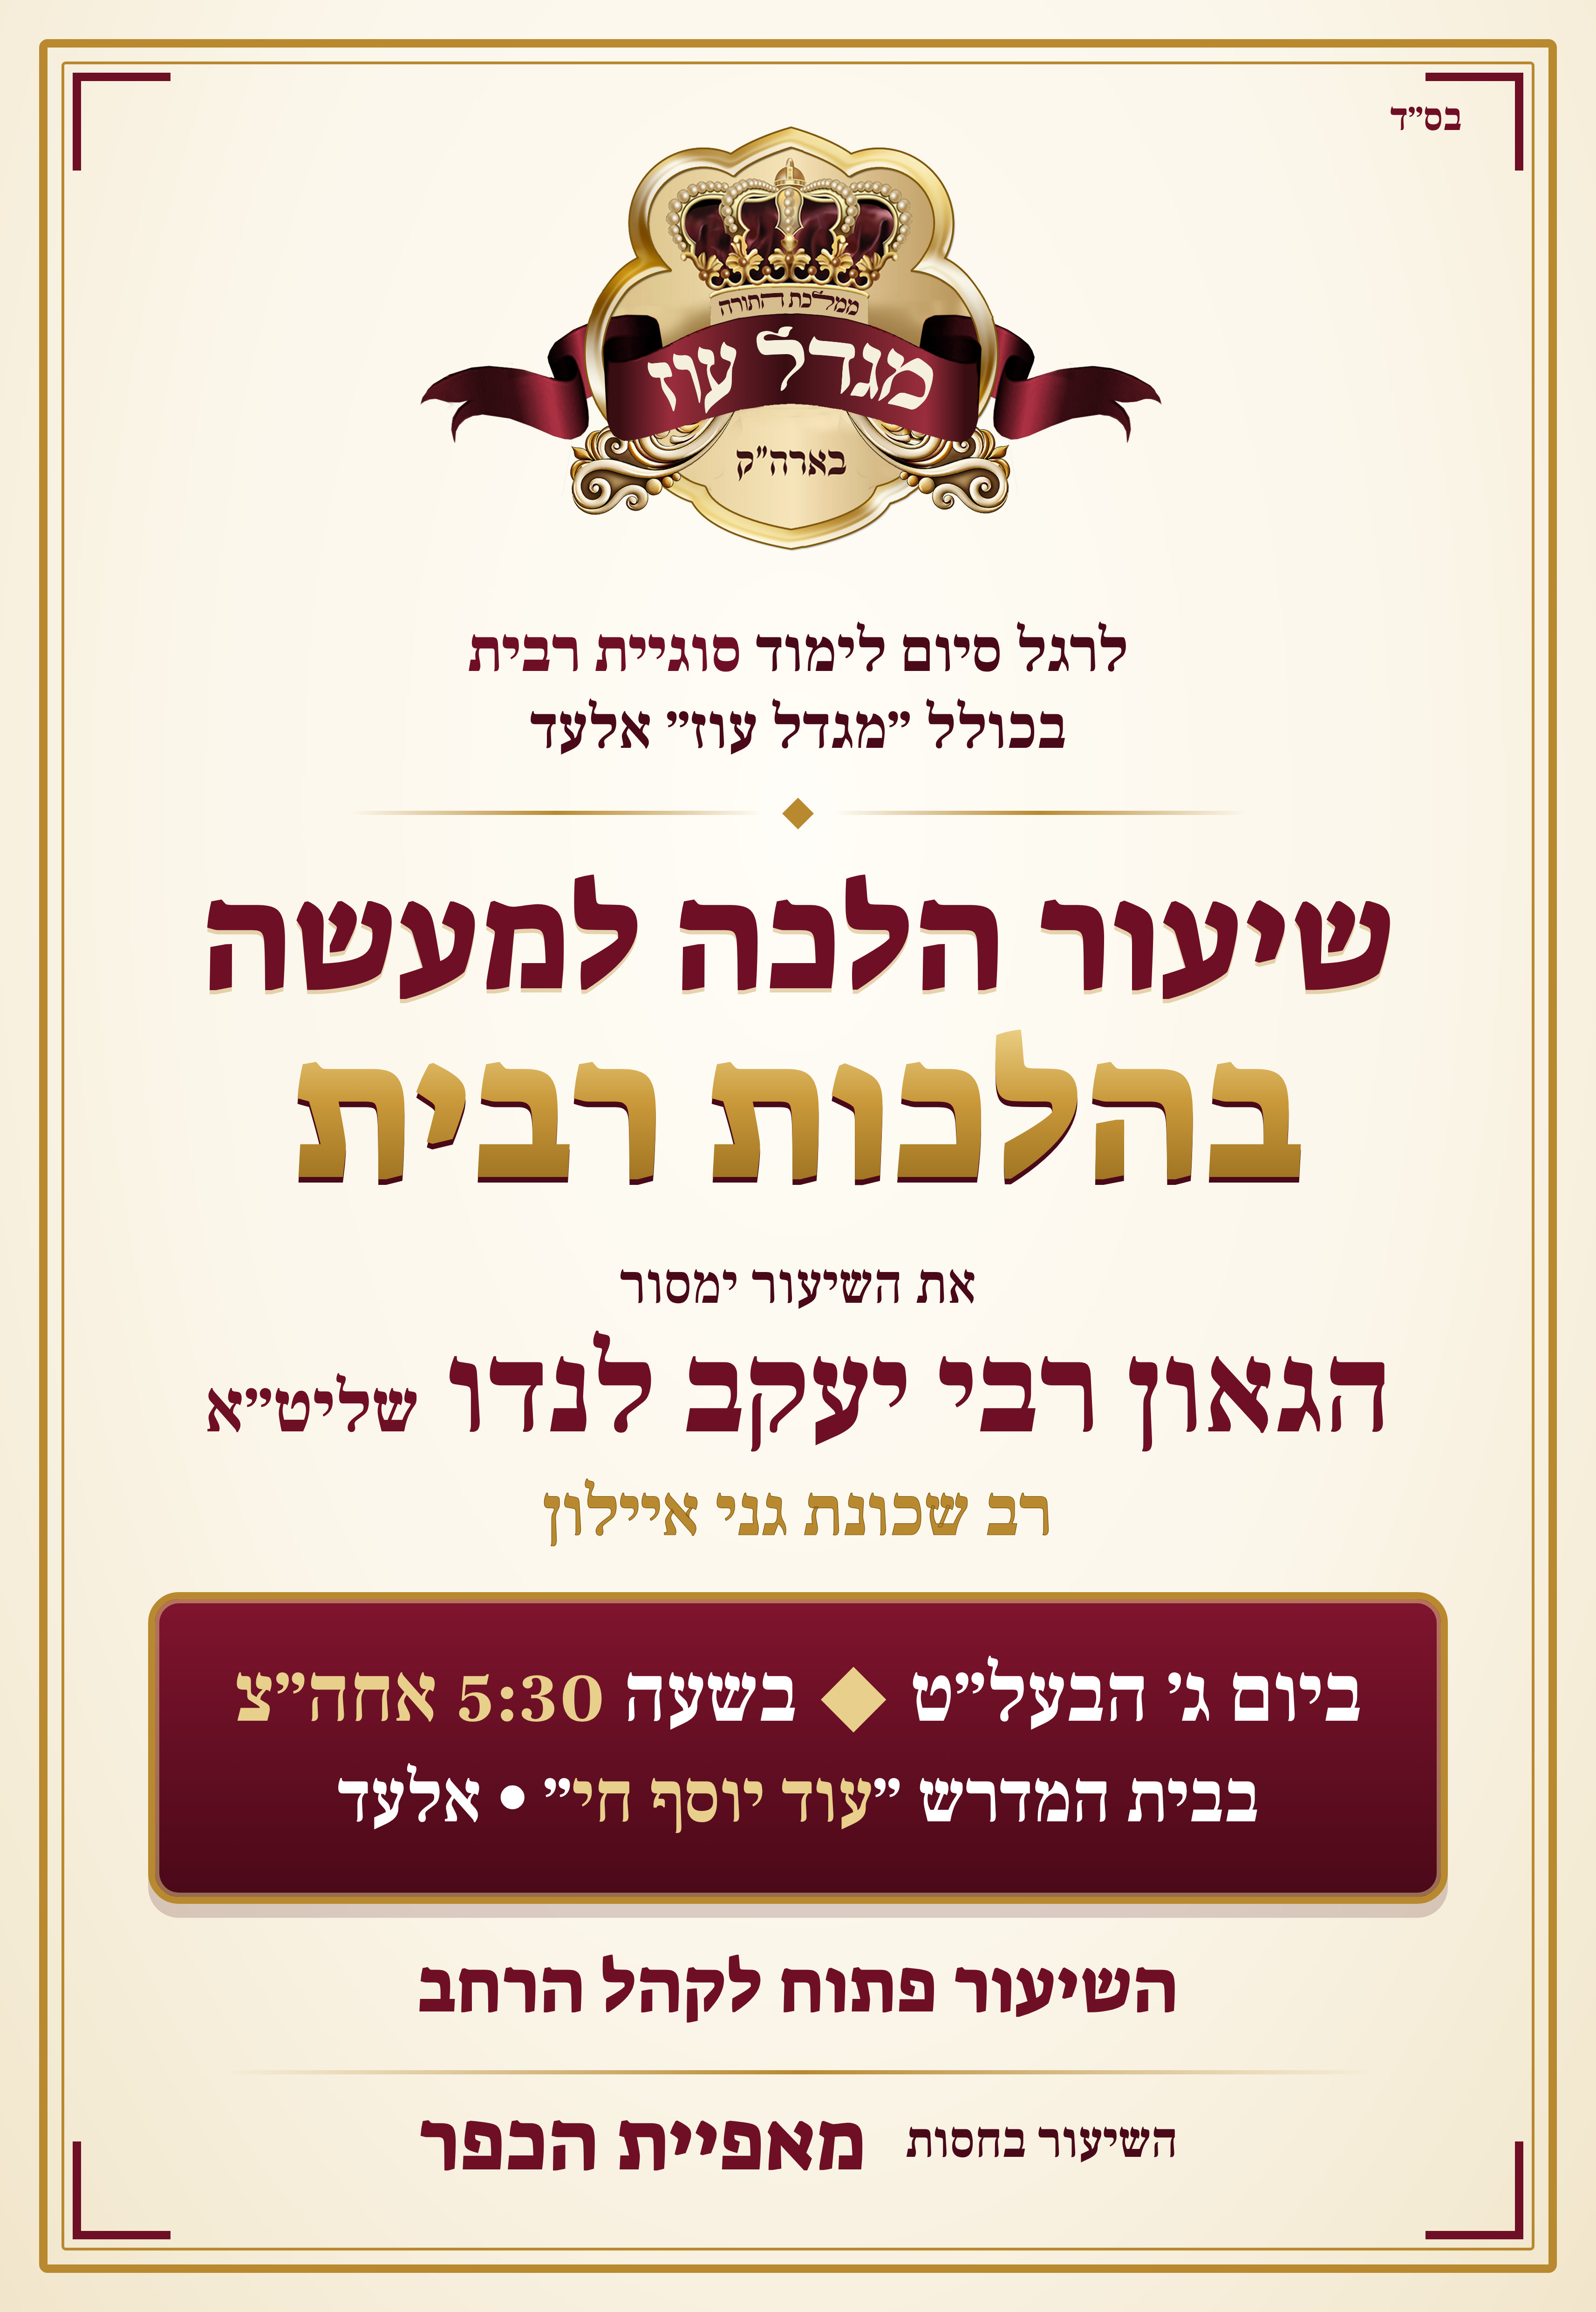 בס״ד
ממלכת התורה
מגדל עוז
בארה"ק
לרגל סיום לימוד סוגיית רבית
בכולל ״מגדל עוז״ אלעד
שיעור הלכה למעשה
בהלכות רבית
את השיעור ימסור
הגאון רבי יעקב לנדו שליט״א
רב שכונת גני איילון
ביום ג׳ הבעל״ט ◆ בשעה 5:30 אחה״צ
בבית המדרש ״עוד יוסף חי״ • אלעד
השיעור פתוח לקהל הרחב
השיעור בחסות מאפיית הכפר